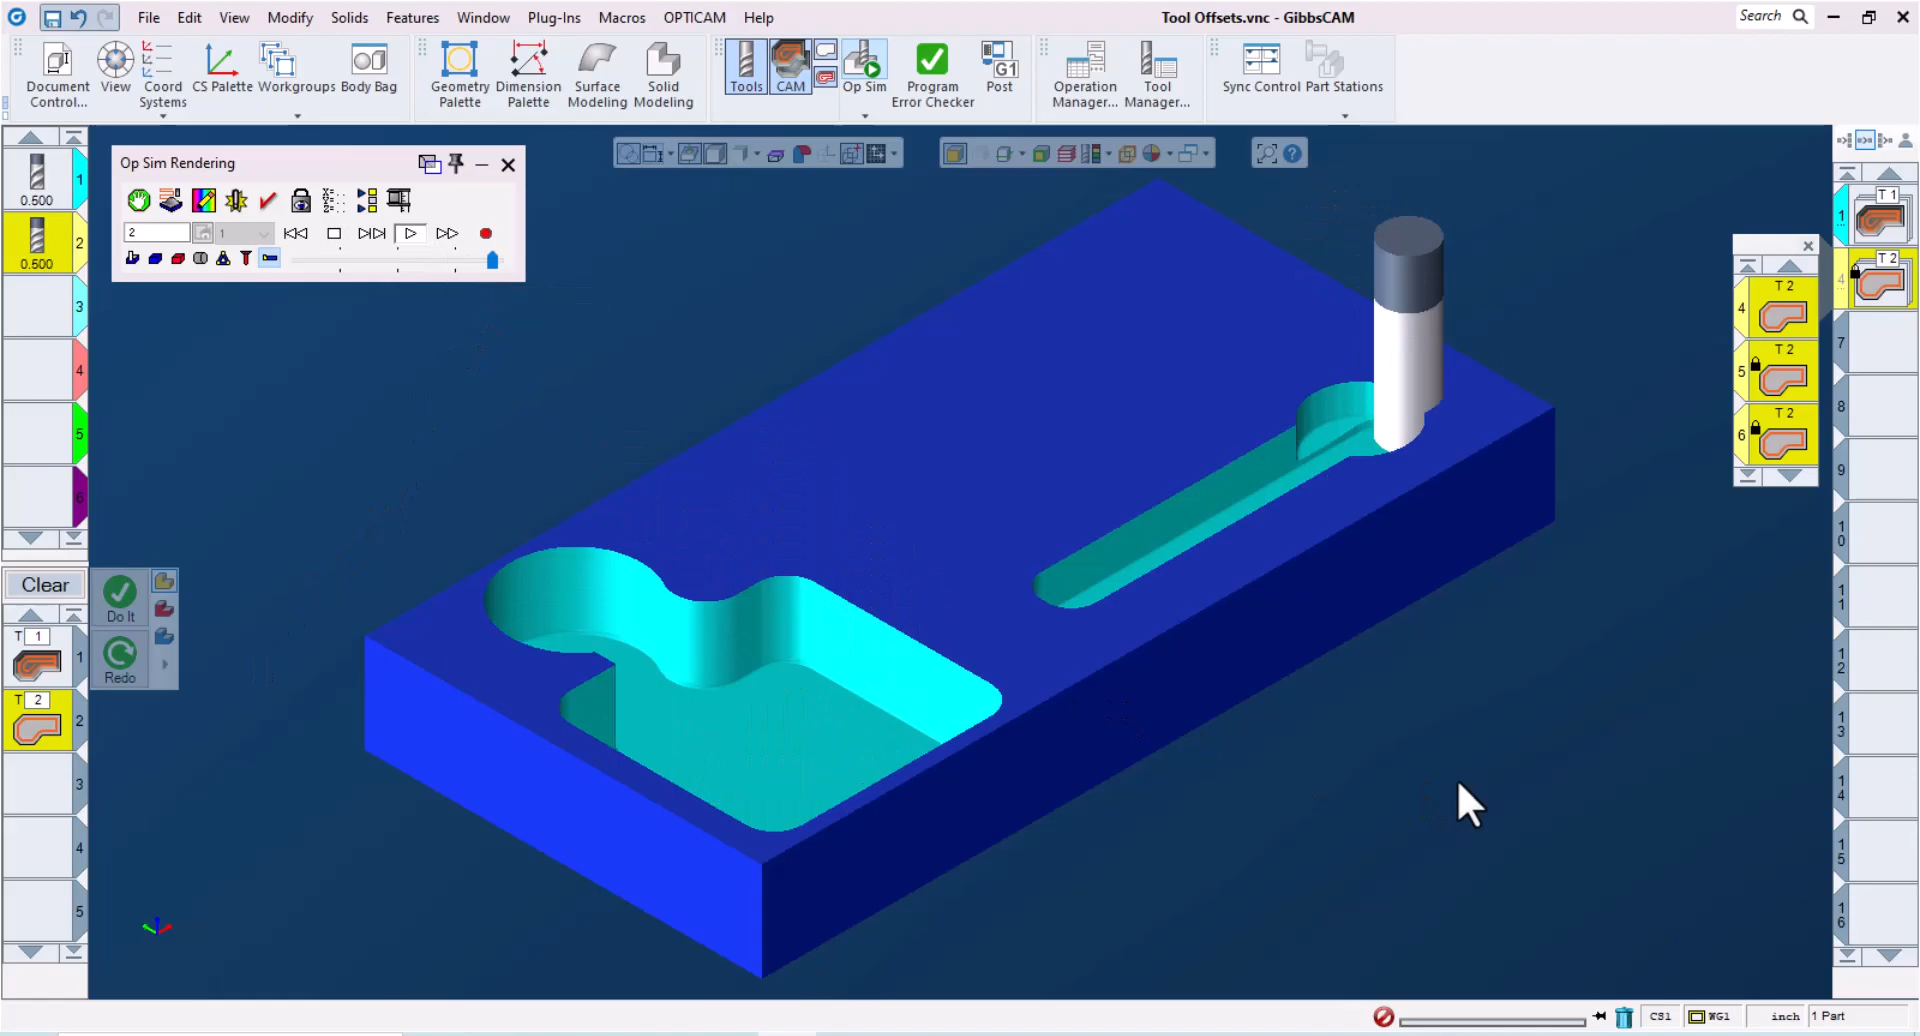 File Edit View Modify Solids Features Window Plug-Ins Macros OPTICAM Help
Tool Offsets.vnc - GibbsCAM
Search
Document Control...
View
Coord Systems
CS Palette
Workgroups
Body Bag
Geometry Palette
Dimension Palette
Surface Modeling
Solid Modeling
Tools
CAM
Op Sim
Program Error Checker
G1
Post
Operation Manager...
Tool Manager...
Sync Control
Part Stations
Op Sim Rendering
2
1
0.500
1
0.500
2
3
4
5
6
Clear
Do It
Redo
T 1
1
T 2
2
3
4
5
T 2
4
T 2
5
T 2
6
T 1
1
T 2
4
7
8
9
10
11
12
13
14
15
16
CS1
WG1
inch
1 Part